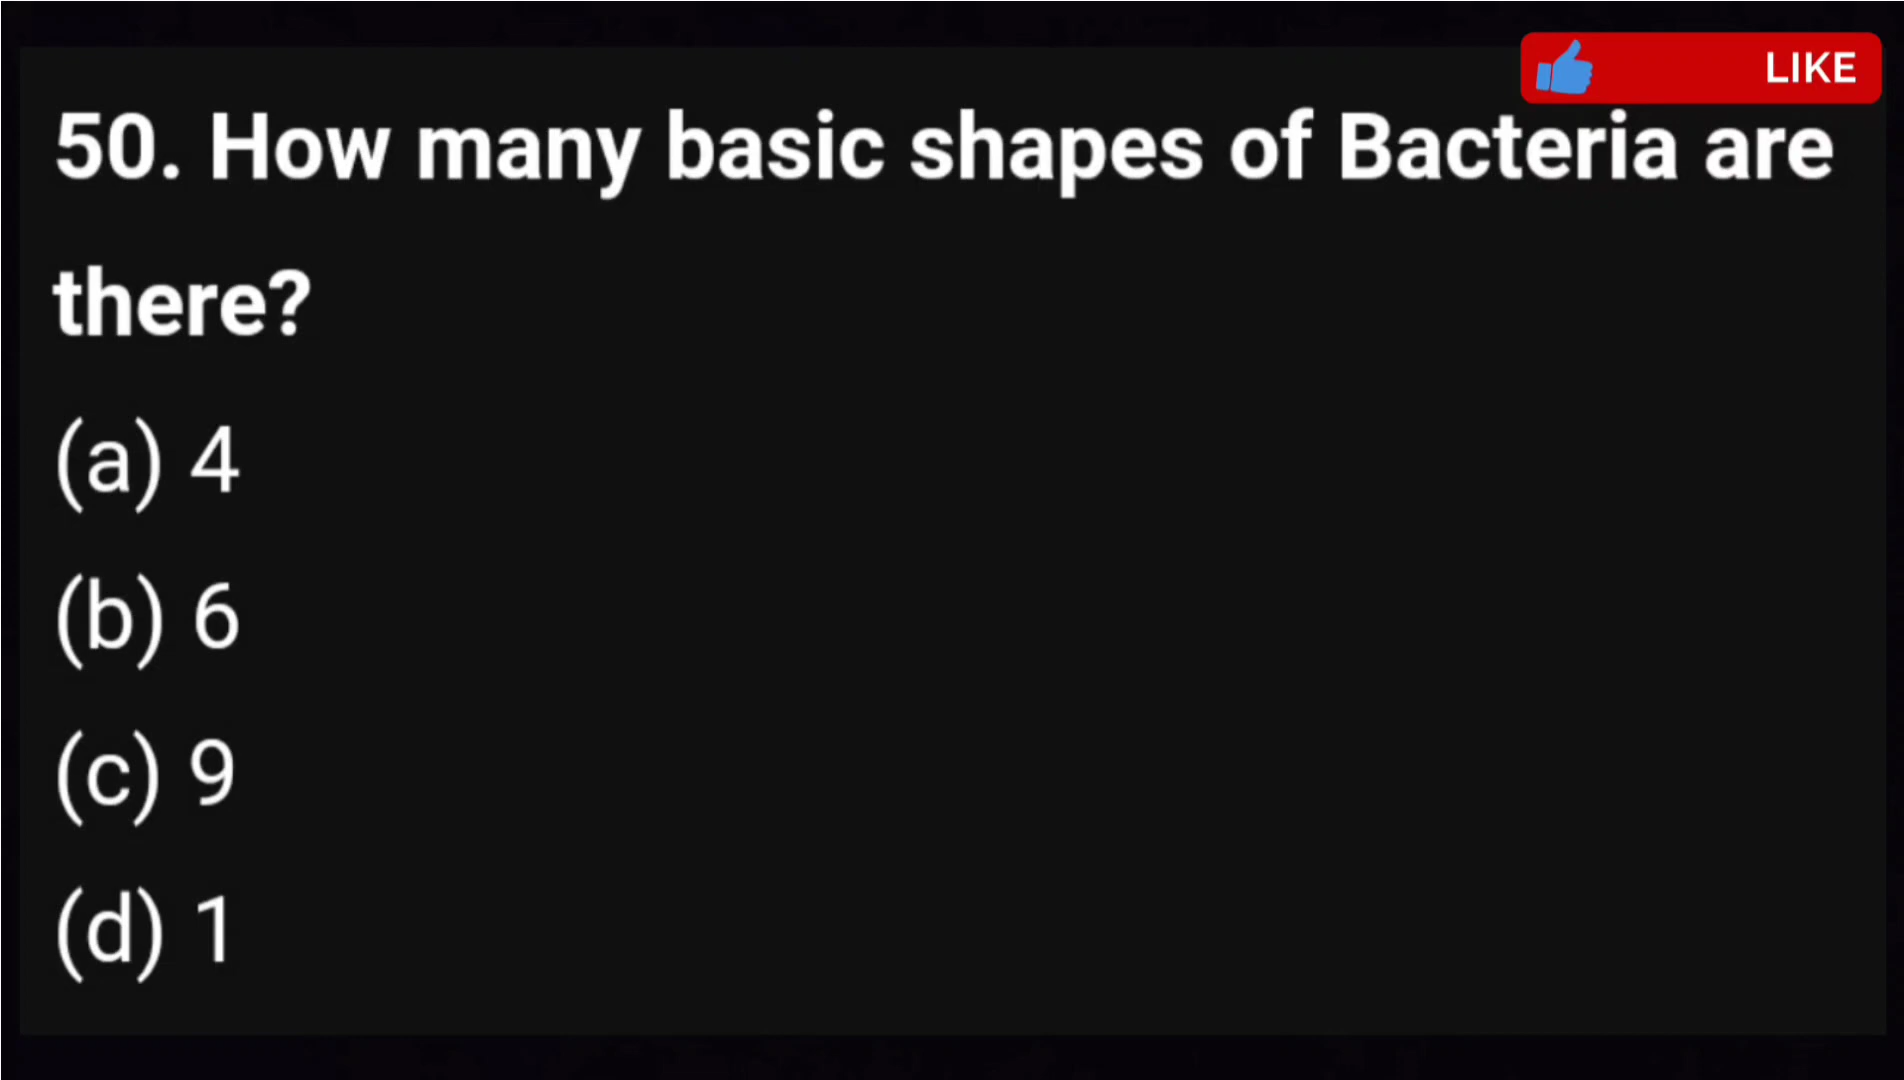 LIKE
50. How many basic shapes of Bacteria are
there?
(a) 4
(b) 6
(c) 9
(d) 1